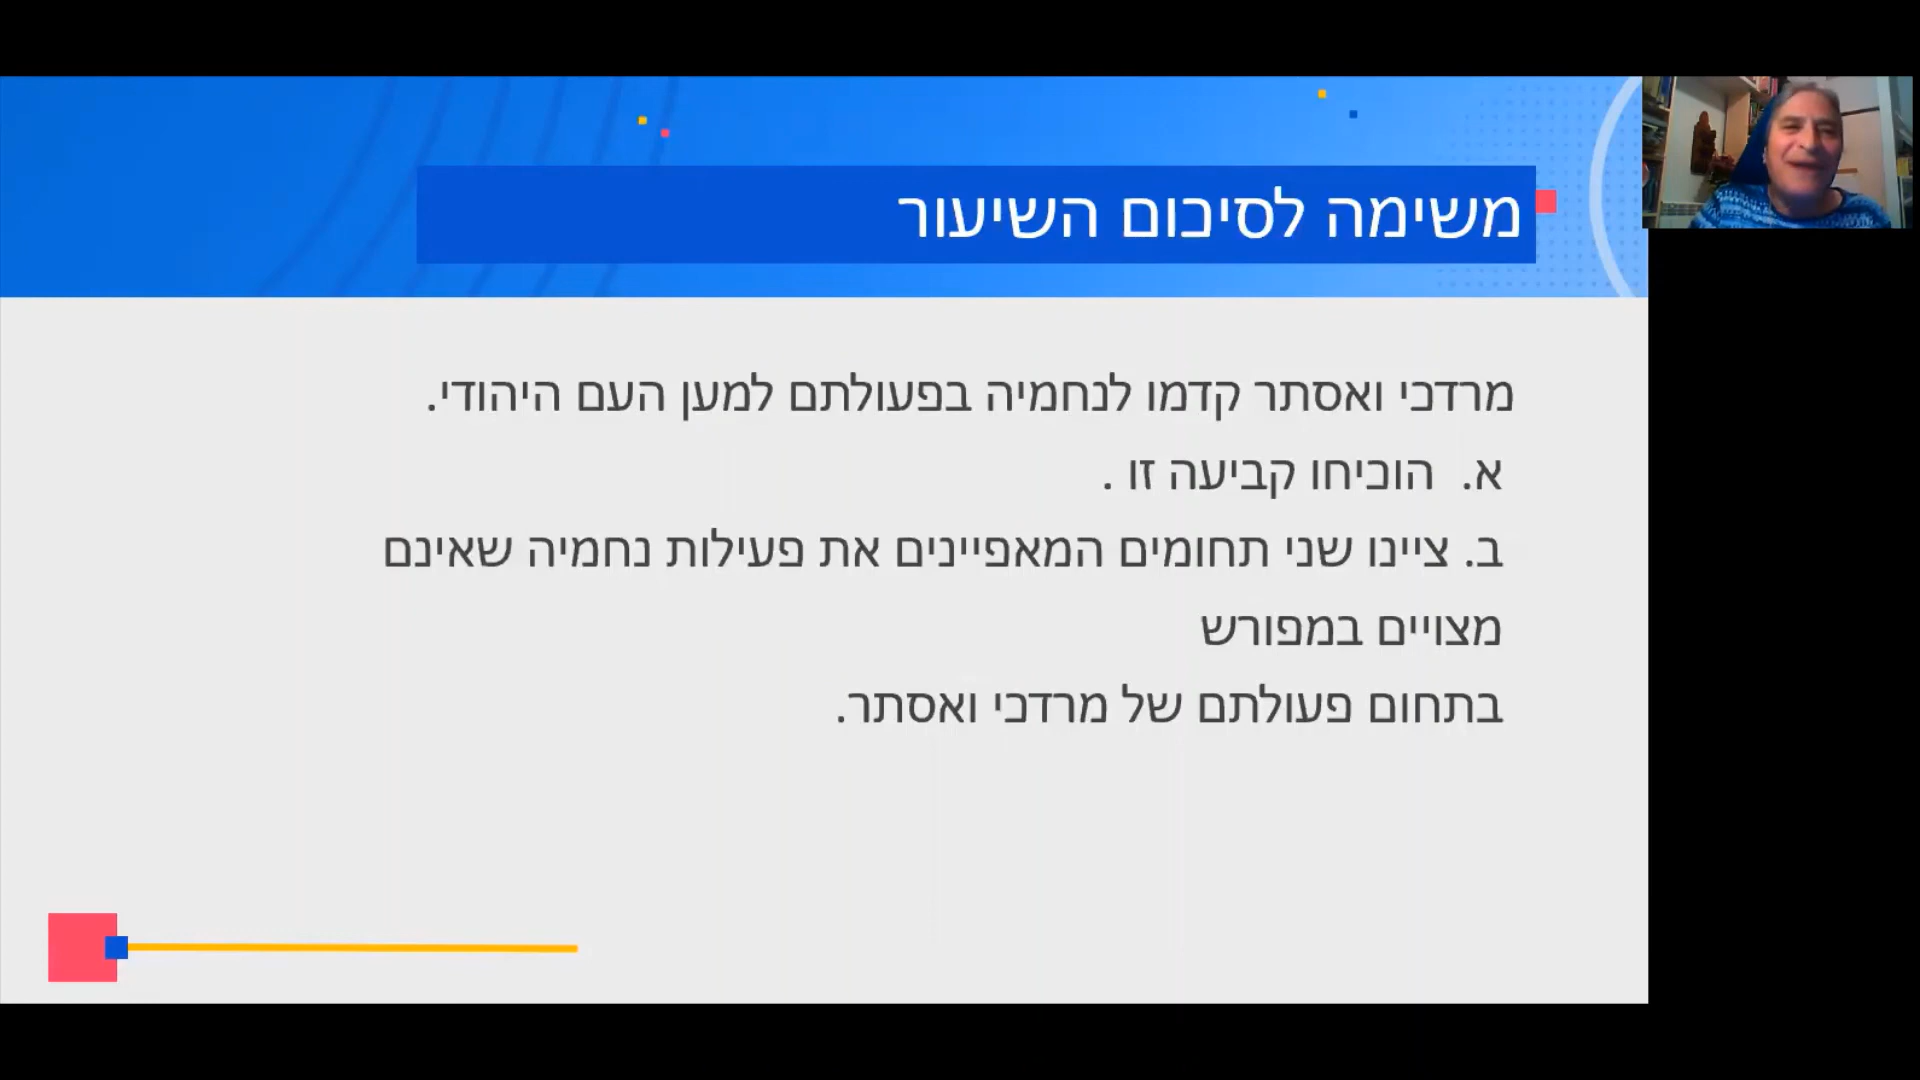 משימה לסיכום השיעור
מרדכי ואסתר קדמו לנחמיה בפעולתם למען העם היהודי.
א. הוכיחו קביעה זו .
ב. ציינו שני תחומים המאפיינים את פעילות נחמיה שאינם
מצויים במפורש
בתחום פעולתם של מרדכי ואסתר.